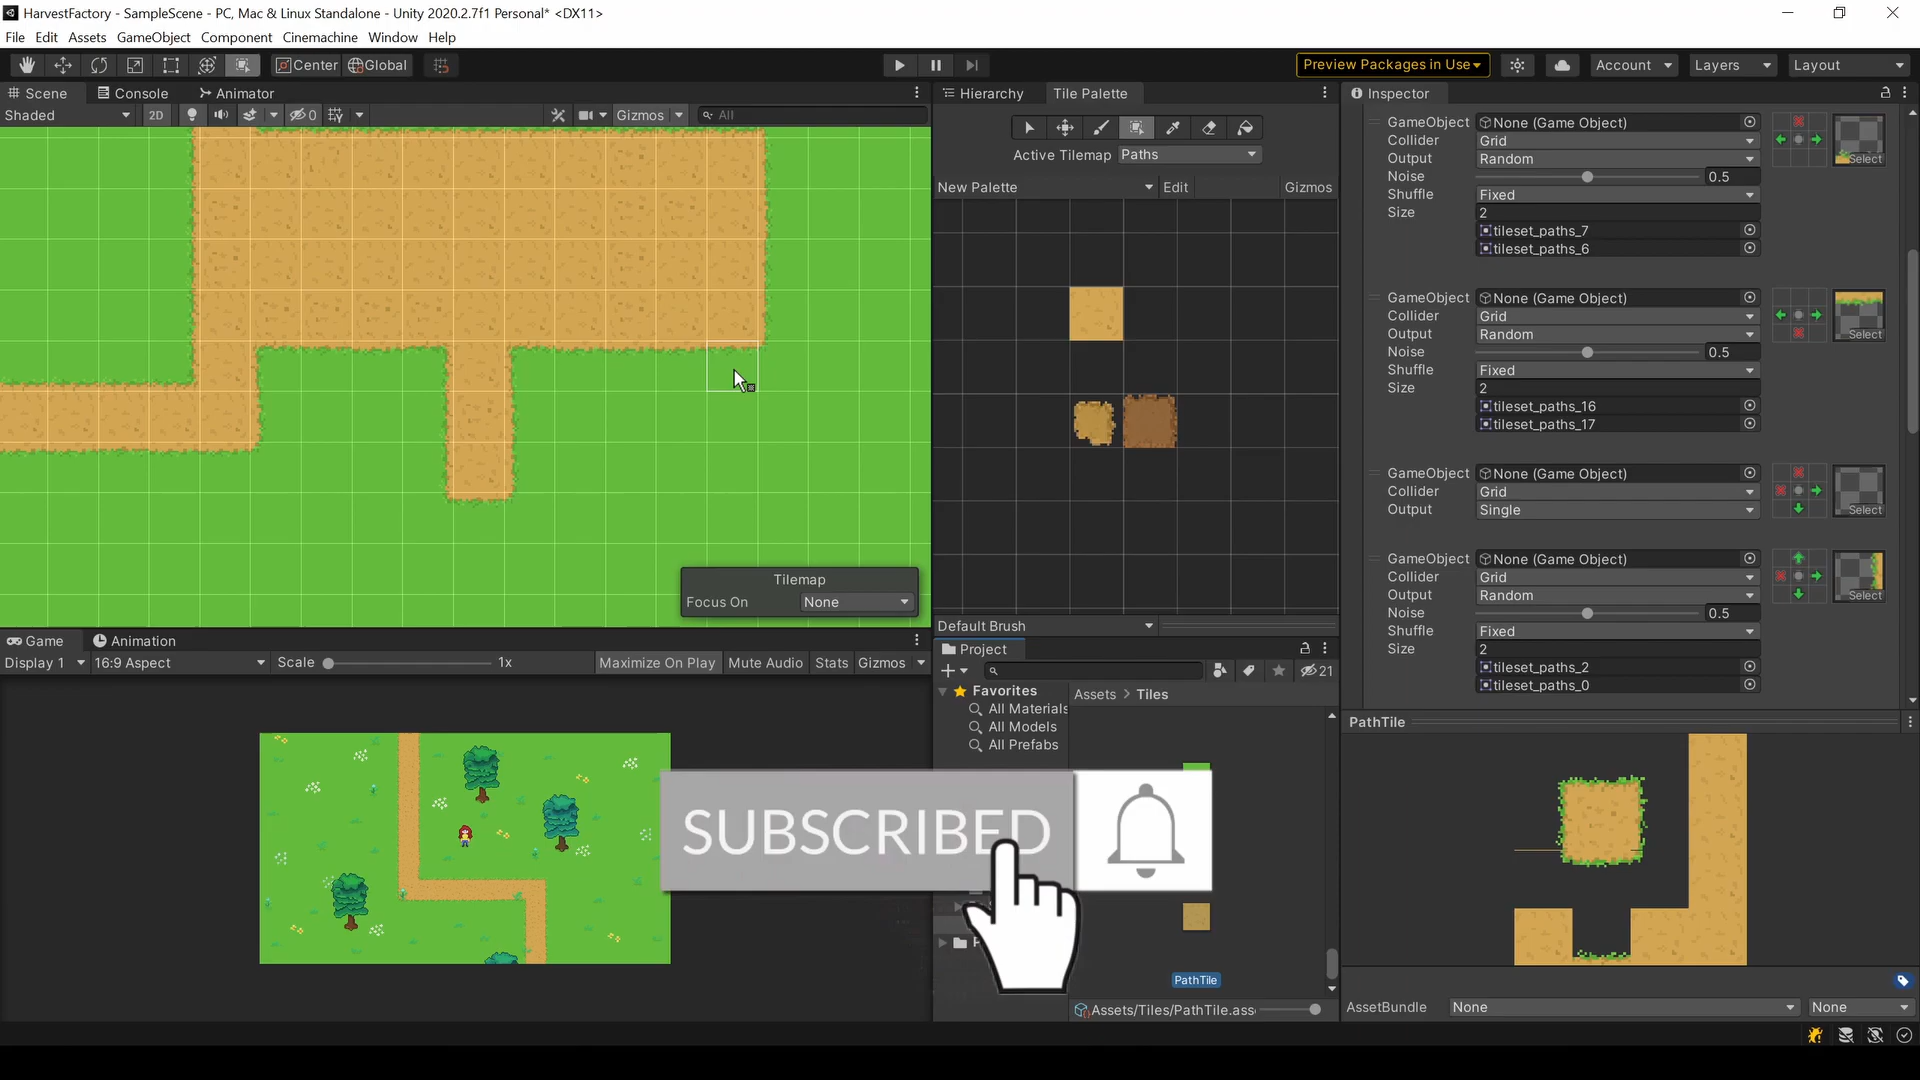 HarvestFactory - SampleScene - PC, Mac & Linux Standalone - Unity 2020.2.7f1 Personal* <DX11>
File Edit Assets GameObject Component Cinemachine Window Help
Center Global Preview Packages in Use Account Layers Layout
Scene Console Animator
Shaded 2D 0 Gizmos All
Tilemap
Focus On None
Hierarchy Tile Palette
Active Tilemap Paths
New Palette Edit Gizmos
Default Brush
Inspector
GameObject None (Game Object)
Collider Grid
Output Random Select
Noise 0.5
Shuffle Fixed
Size 2
tileset_paths_7
tileset_paths_6
GameObject None (Game Object)
Collider Grid
Output Random Select
Noise 0.5
Shuffle Fixed
Size 2
tileset_paths_16
tileset_paths_17
GameObject None (Game Object)
Collider Grid
Output Single Select
GameObject None (Game Object)
Collider Grid
Output Random Select
Noise 0.5
Shuffle Fixed
Size 2
tileset_paths_2
tileset_paths_0
Game Animation
Display 1 16:9 Aspect Scale 1x Maximize On Play Mute Audio Stats Gizmos
Project
21
Favorites
All Materials
All Models
All Prefabs
Assets > Tiles
SUBSCRIBED
P
PathTile
Assets/Tiles/PathTile.ass
PathTile
AssetBundle None None